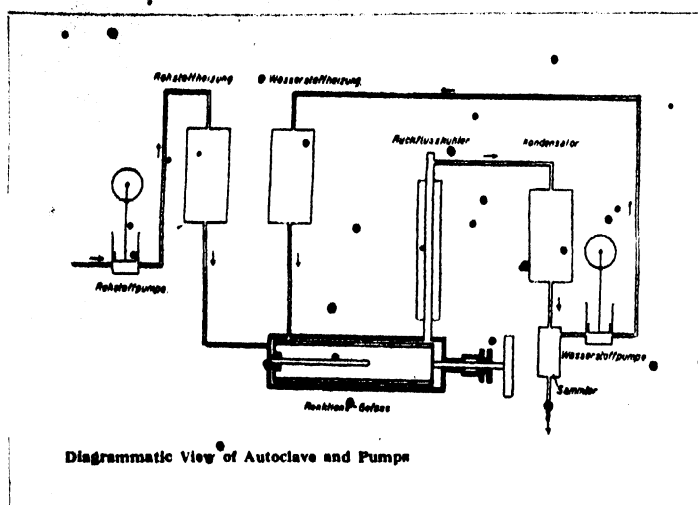 Rohstoffheizung
Wasserstoffheizung
Rückflusskühler
Kondensator
Rohstoffpumpe
Wasserstoffpumpe
Sammler
Reaktions-Gefäss
Diagrammatic View of Autoclave and Pumps